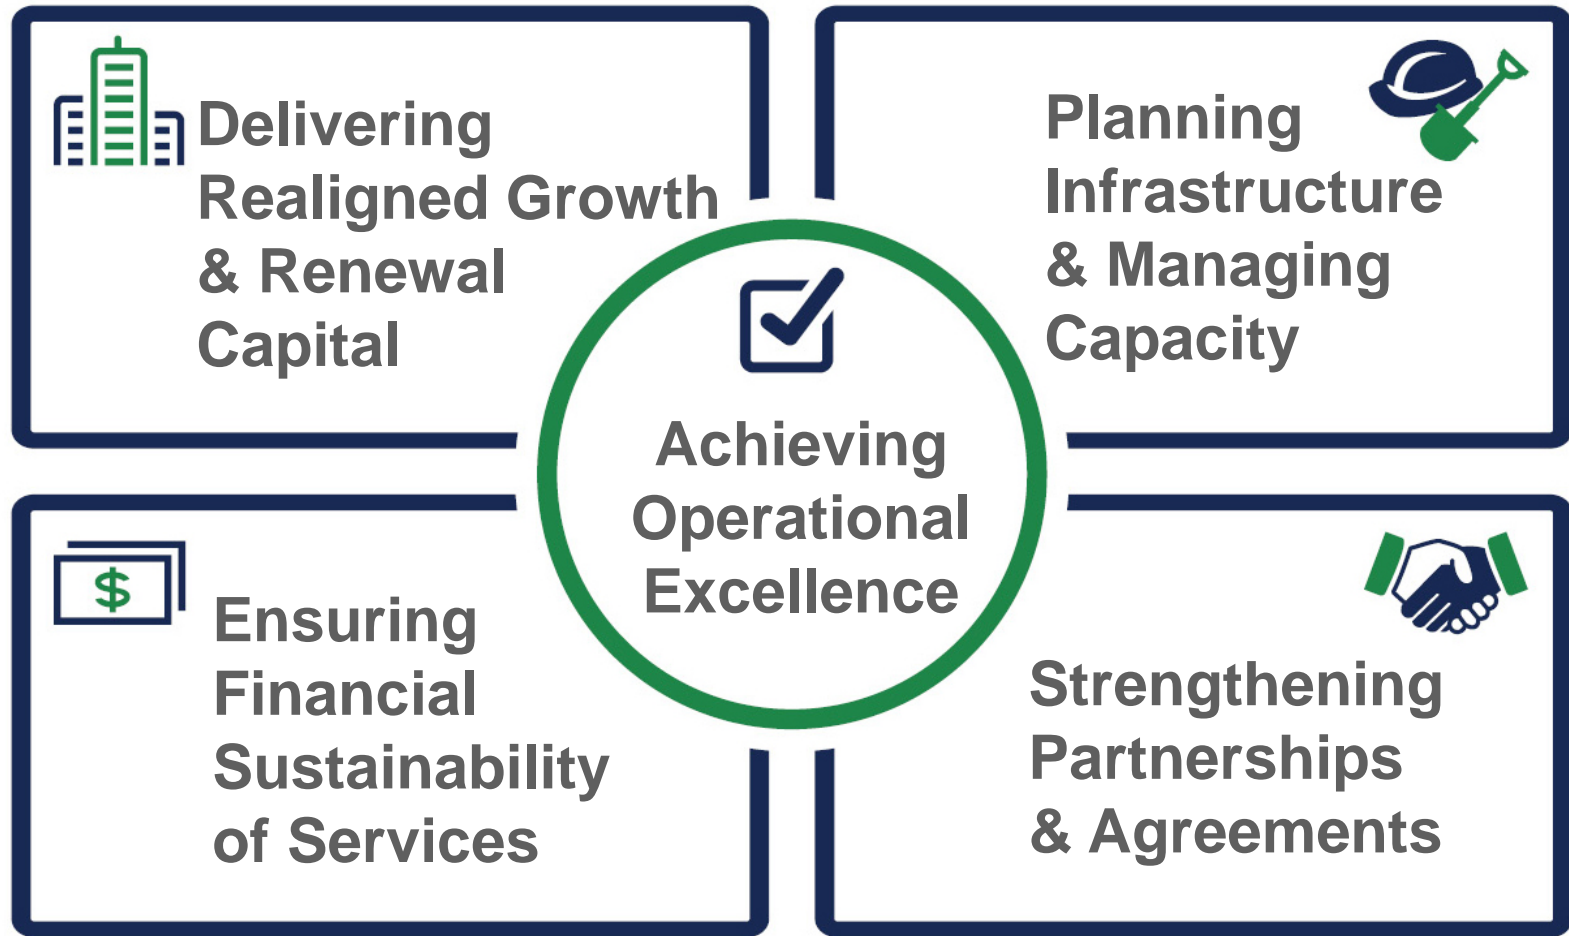 Delivering
Realigned Growth
& Renewal
Capital
Planning
Infrastructure
& Managing
Capacity
Achieving
Operational
Excellence
$
Ensuring
Financial
Sustainability
of Services
Strengthening
Partnerships
& Agreements